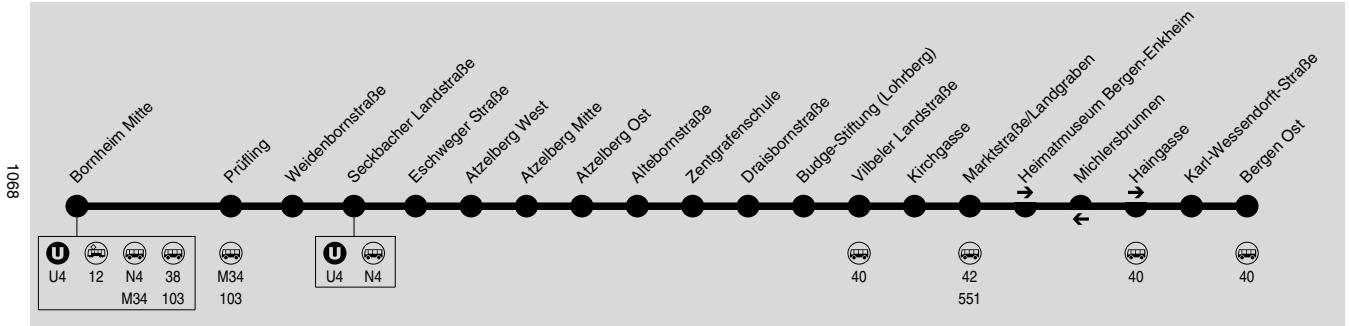 1068
Bornheim Mitte
Prüfling
Weidenbornstraße
Seckbacher Landstraße
Eschweger Straße
Atzelberg West
Atzelberg Mitte
Atzelberg Ost
Altebornstraße
Zentgrafenschule
Draisbornstraße
Budge-Stiftung (Lohrberg)
Vilbeler Landstraße
Kirchgasse
Marktstraße/Landgraben
Heimatmuseum Bergen-Enkheim
Michlersbrunnen
Haingasse
Karl-Wessendorft-Straße
Bergen Ost
U U
U4 12 N4 38 M34 U4 N4 40 42 40 40
M34 103 103 551